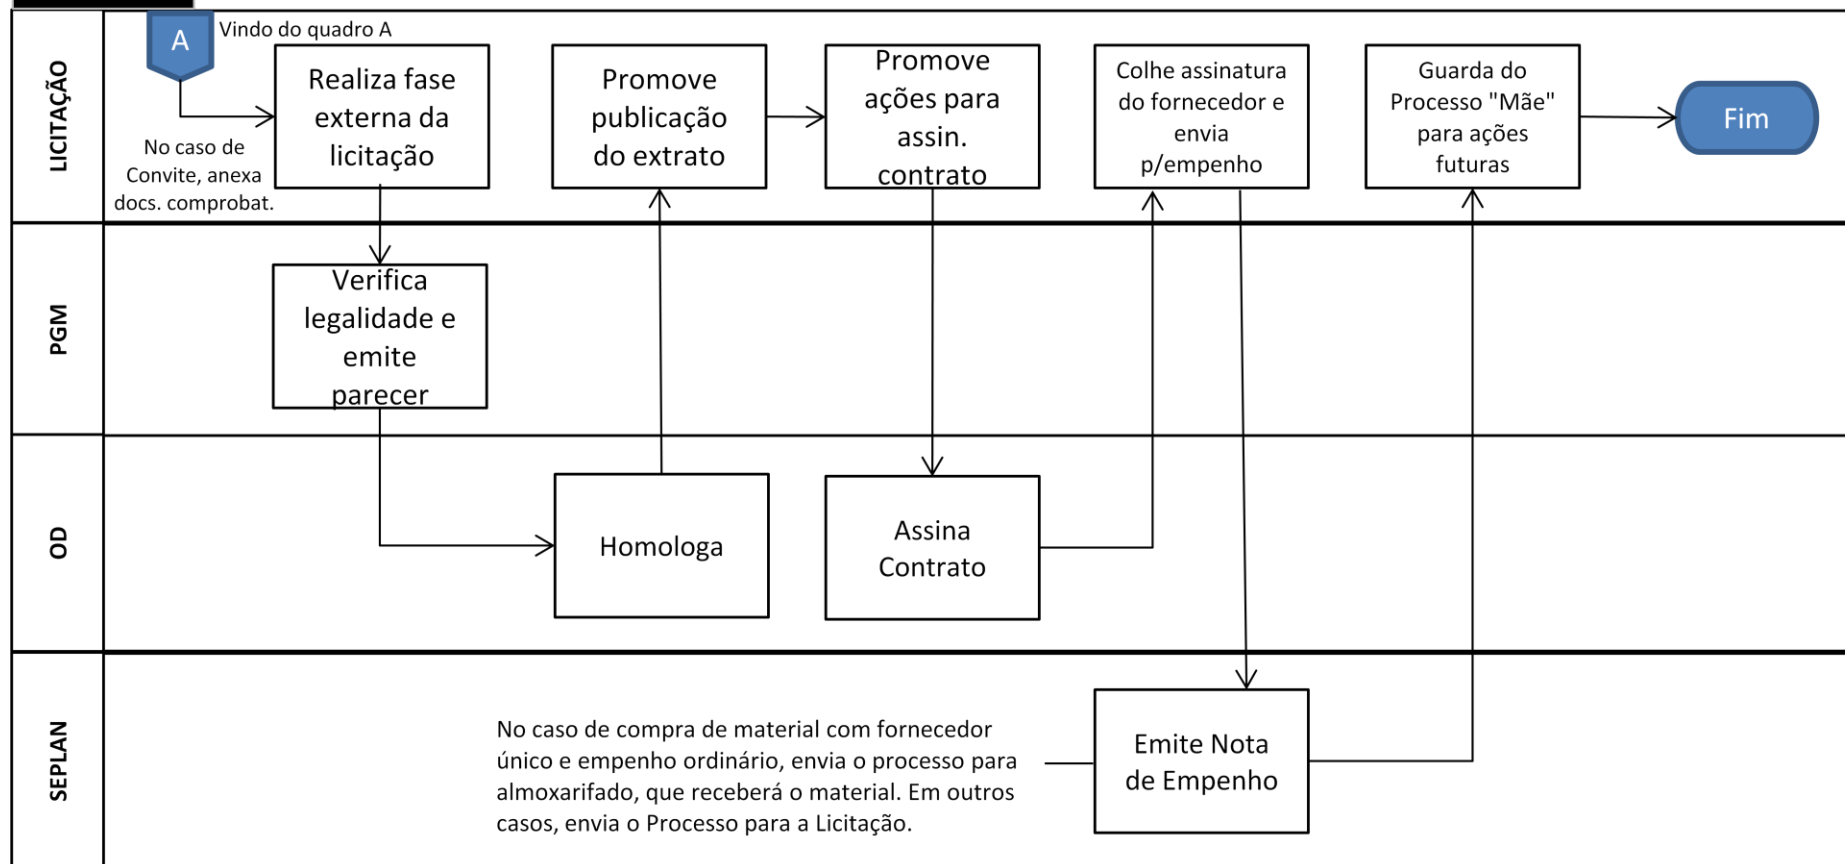 LICITAÇÃO
A
Vindo do quadro A
No caso de
Convite, anexa
docs. comprobat.
Realiza fase
externa da
licitação
Promove
publicação
do extrato
Promove
ações para
assin.
contrato
Colhe assinatura
do fornecedor e
envia
p/empenho
Guarda do
Processo "Mãe"
para ações
futuras
Fim
PGM
Verifica
legalidade e
emite
parecer
OD
Homologa
Assina
Contrato
SEPLAN
No caso de compra de material com fornecedor
único e empenho ordinário, envia o processo para
almoxarifado, que receberá o material. Em outros
casos, envia o Processo para a Licitação.
Emite Nota
de Empenho